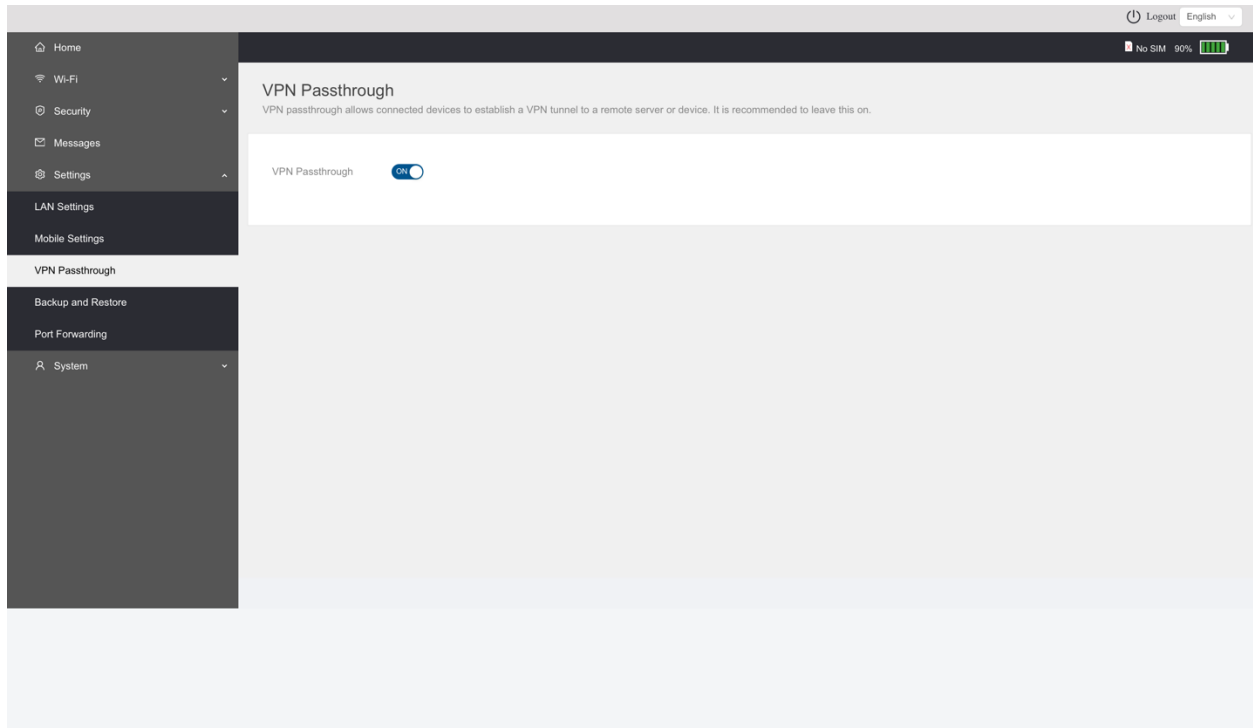 Logout English
Home
No SIM 90%
Wi-Fi
Security
Messages
Settings
LAN Settings
Mobile Settings
VPN Passthrough
Backup and Restore
Port Forwarding
System
VPN Passthrough
VPN passthrough allows connected devices to establish a VPN tunnel to a remote server or device. It is recommended to leave this on.
VPN Passthrough ON